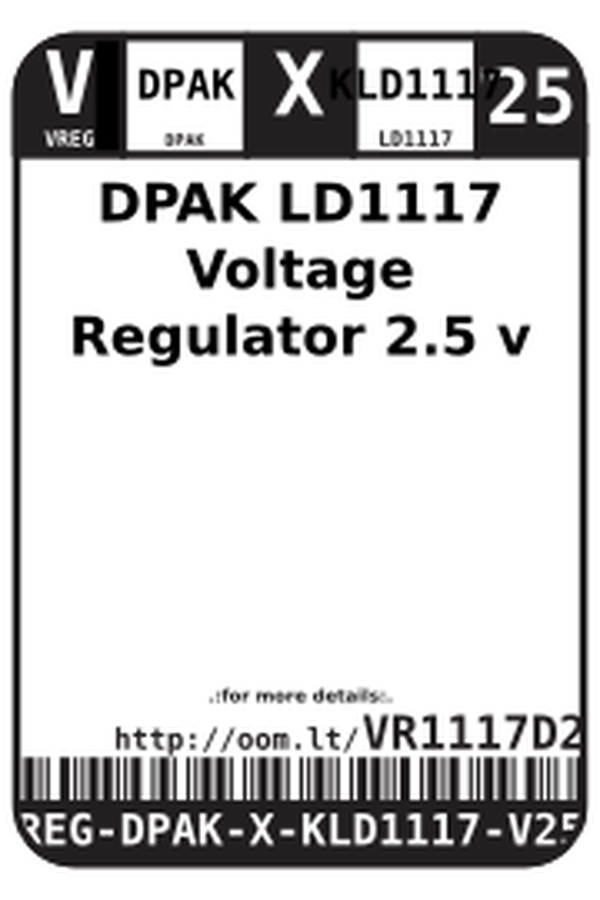 V DPAK X KLD1117 25
VREG DPAK LD1117
DPAK LD1117
Voltage
Regulator 2.5 v
.:for more details:.
http://oom.lt/VR1117D2
REG-DPAK-X-KLD1117-V25